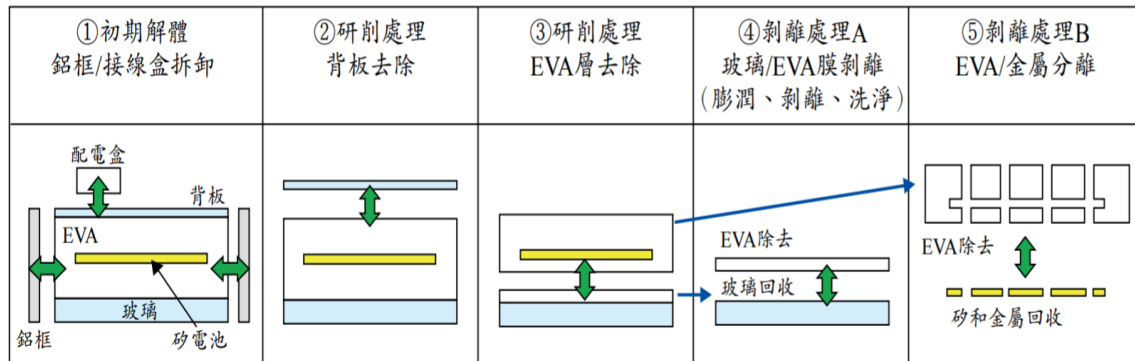 ①初期解體
鋁框/接線盒拆卸
②研削處理
背板去除
③研削處理
EVA層去除
④剝離處理A
玻璃/EVA膜剝離
(膨潤、剝離、洗淨)
⑤剝離處理B
EVA/金屬分離
配電盒
背板
EVA
玻璃
鋁框
矽電池
EVA除去
玻璃回收
EVA除去
矽和金屬回收